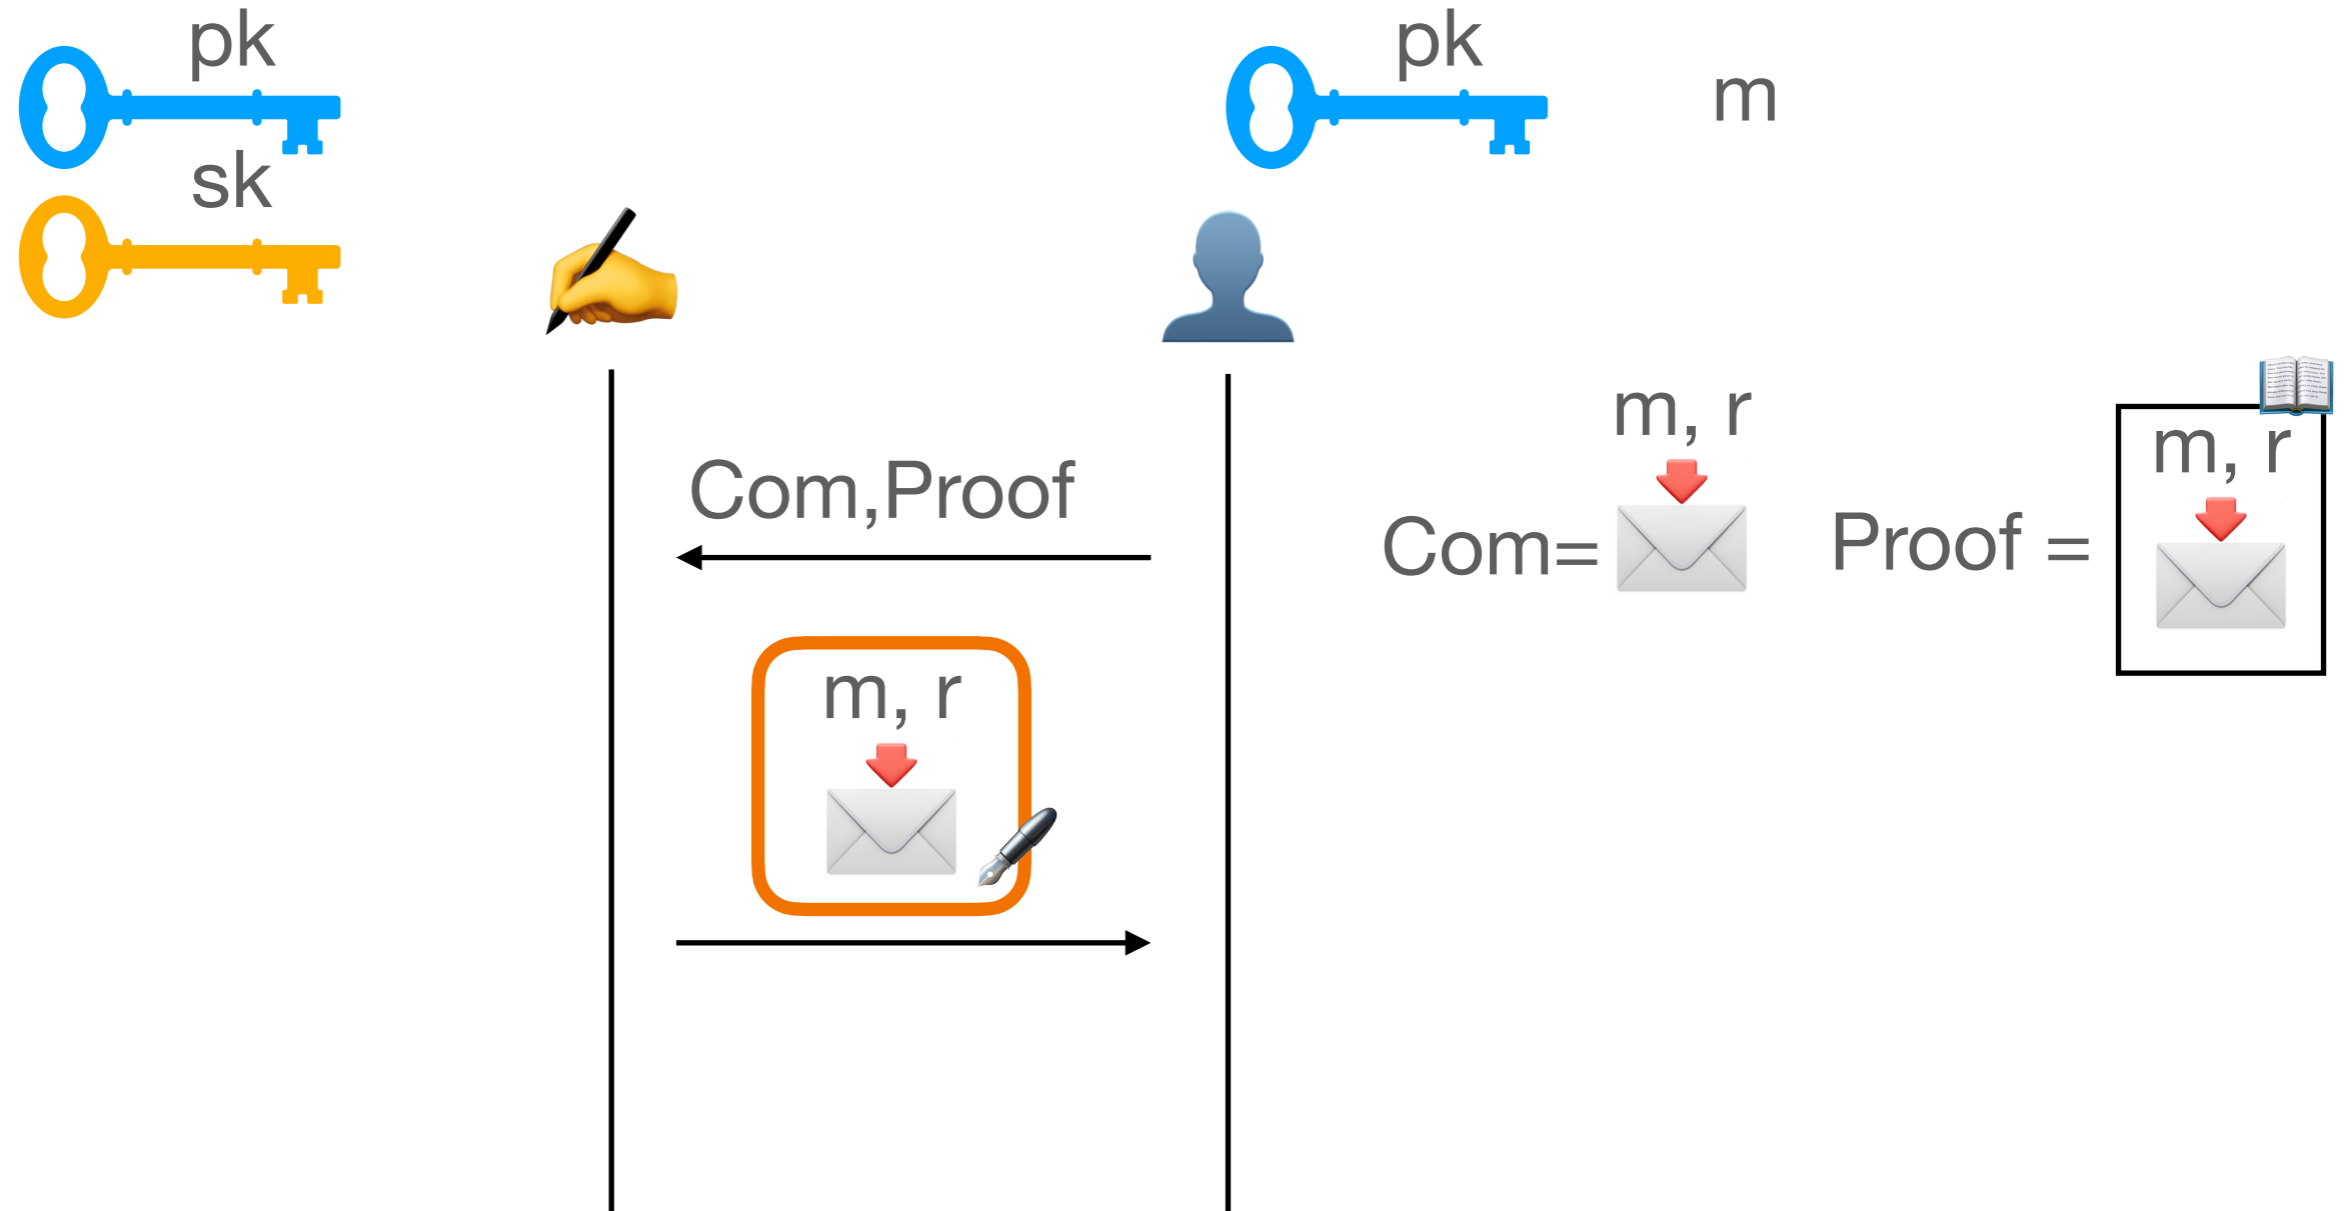 pk
sk
pk
m
Com,Proof
m, r
Com=
m, r
Proof =
m, r